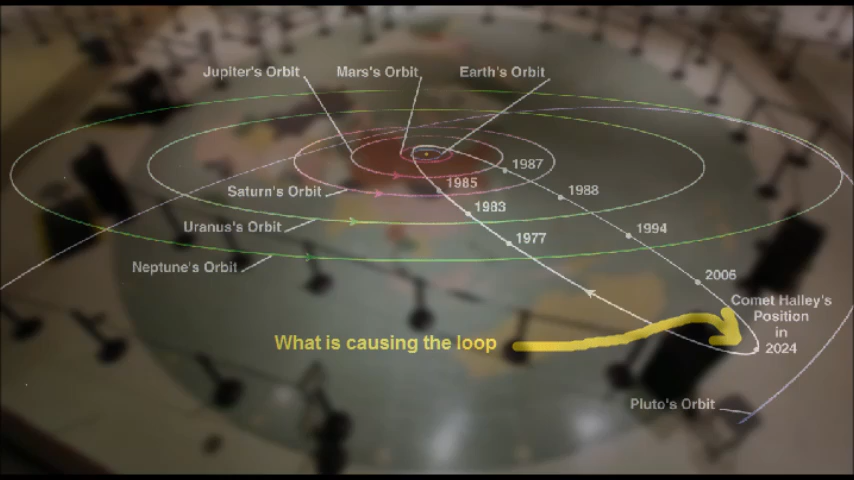 Jupiter's Orbit
Mars's Orbit
Earth's Orbit
1987
1985
Saturn's Orbit
1988
1983
Uranus's Orbit
1994
1977
Neptune's Orbit
2006
Comet Halley's
Position
in
2024
What is causing the loop
Pluto's Orbit